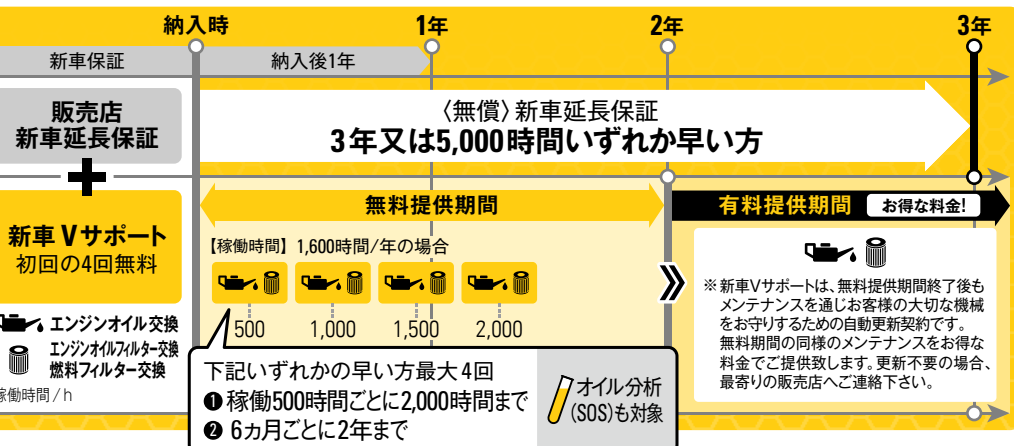 納入時
1年
2年
3年
新車保証
納入後1年
販売店
新車延長保証
〈無償〉新車延長保証
3年又は5,000時間いずれか早い方
新車Vサポート
初回の4回無料
無料提供期間
有料提供期間 お得な料金!
【稼働時間】 1,600時間/年の場合
500 1,000 1,500 2,000
エンジンオイル交換
エンジンオイルフィルター交換
燃料フィルター交換
稼働時間/h
下記いずれかの早い方最大4回
❶稼働500時間ごとに2,000時間まで
❷ 6ヵ月ごとに2年まで
オイル分析
(SOS)も対象
※新車Vサポートは、無料提供期間終了後も
メンテナンスを通じお客様の大切な機械
をお守りするための自動更新契約です。
無料期間の同様のメンテナンスをお得な
料金でご提供致します。更新不要の場合、
最寄りの販売店へご連絡下さい。